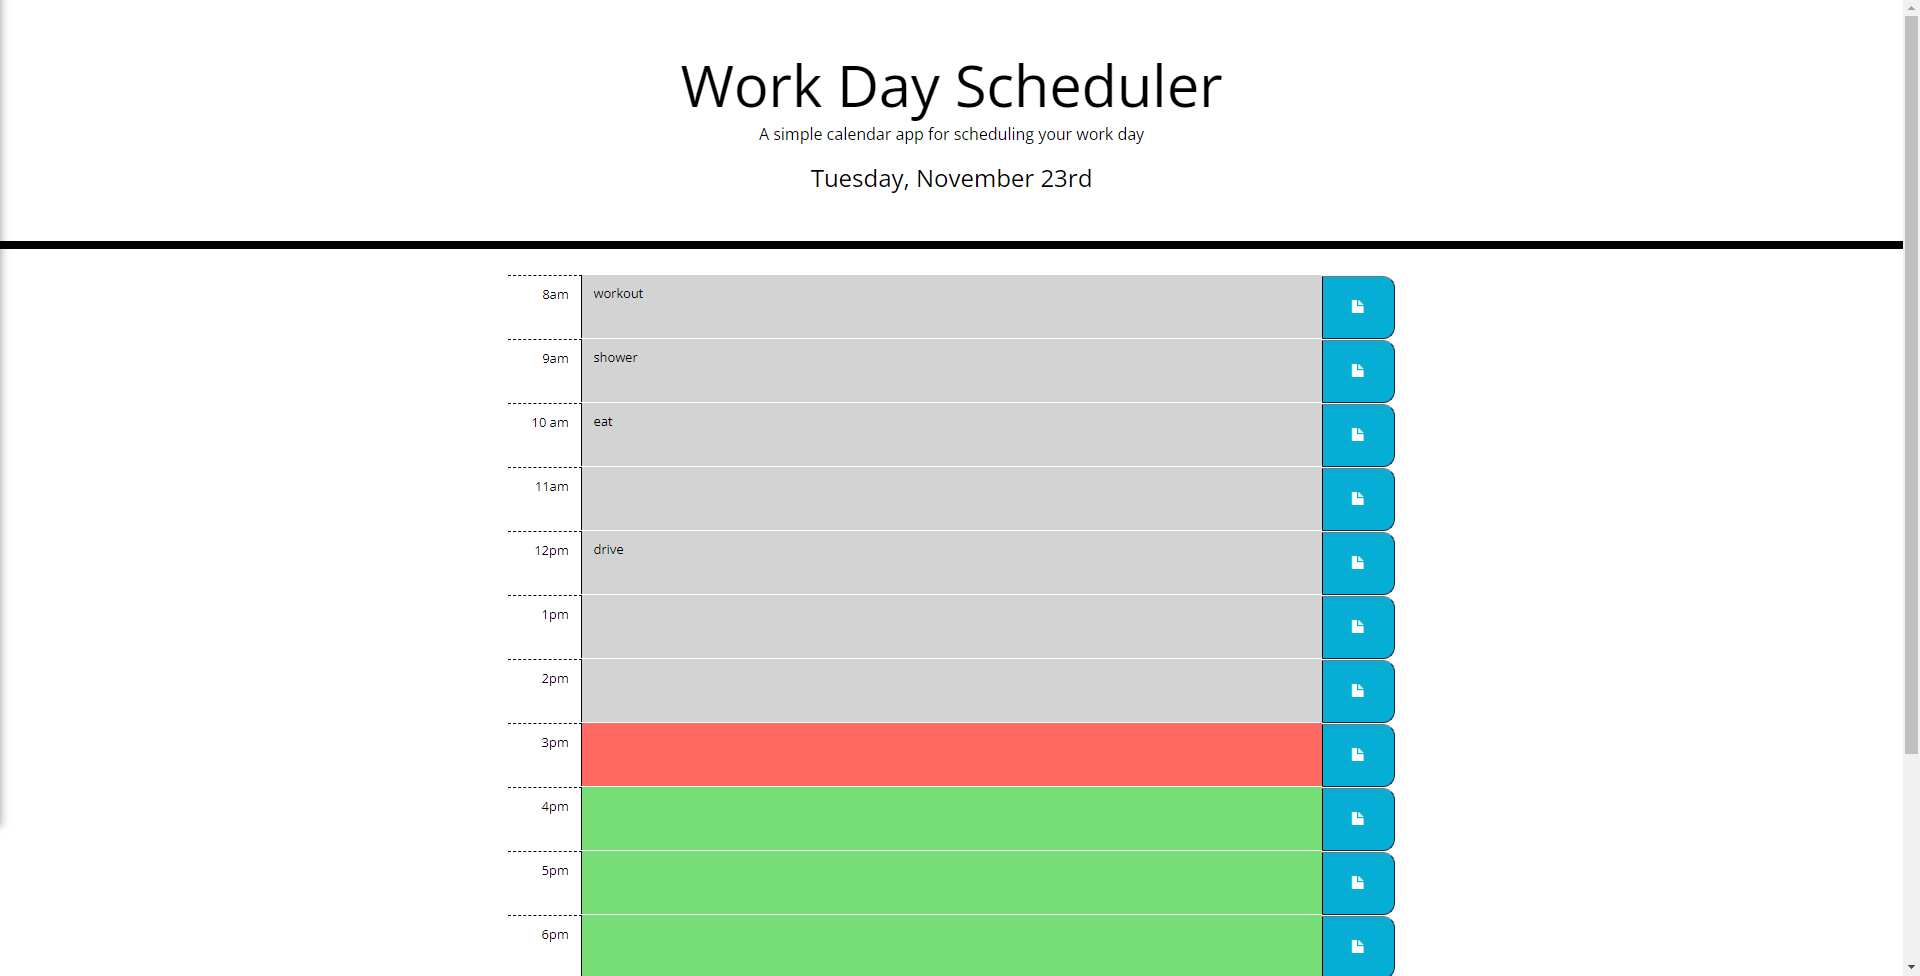 Work Day Scheduler
A simple calendar app for scheduling your work day
Tuesday, November 23rd
8am workout
9am shower
10 am eat
11am
12pm drive
1pm
2pm
3pm
4pm
5pm
6pm